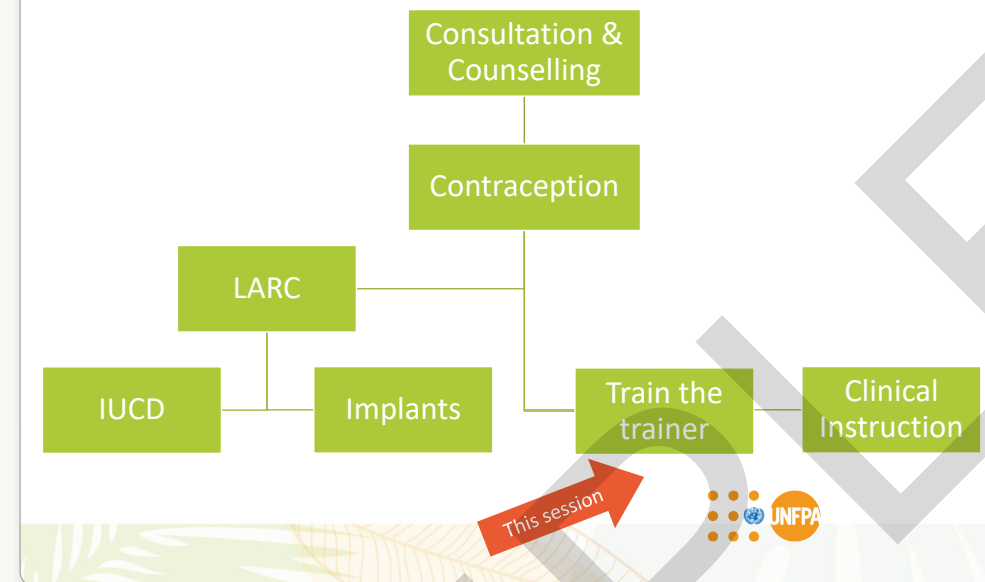 Consultation &
Counselling
Contraception
LARC
IUCD
Implants
Train the
trainer
Clinical
Instruction
This session
UNFPA